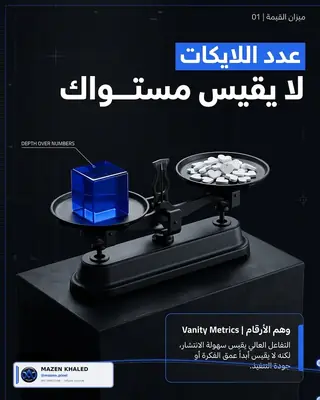 ميزان القيمة | 01
عدد اللايكات
لا يقيس مستــواك
DEPTH OVER NUMBERS
وهم الأرقام | Vanity Metrics
التفاعل العالي يقيس سهولة الانتشار،
لكنه لا يقيس أبداً عمق الفكرة أو
جودة التنفيذ.
MAZEN KHALED